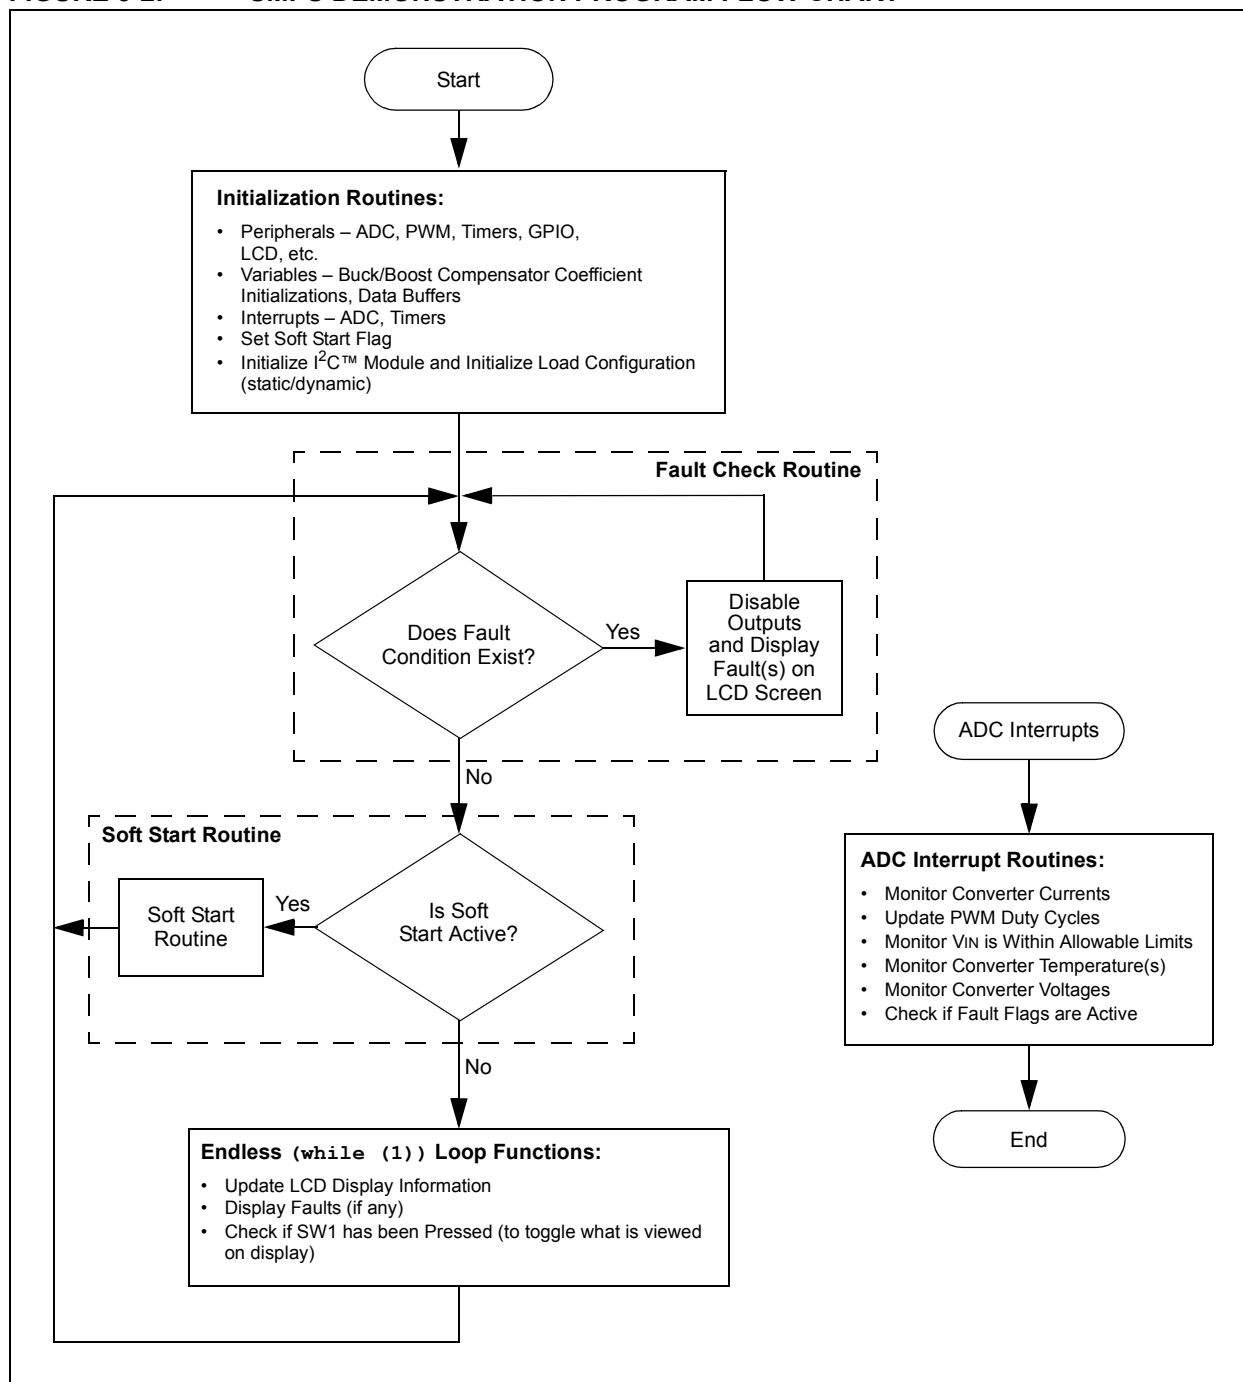 Start
Initialization Routines:
• Peripherals – ADC, PWM, Timers, GPIO,
LCD, etc.
• Variables – Buck/Boost Compensator Coefficient
Initializations, Data Buffers
• Interrupts – ADC, Timers
• Set Soft Start Flag
• Initialize I²C™ Module and Initialize Load Configuration
(static/dynamic)
Fault Check Routine
Does Fault
Condition Exist?
Yes
Disable
Outputs
and Display
Fault(s) on
LCD Screen
No
Soft Start Routine
Is Soft
Start Active?
Yes
Soft Start
Routine
No
Endless (while (1)) Loop Functions:
• Update LCD Display Information
• Display Faults (if any)
• Check if SW1 has been Pressed (to toggle what is viewed
on display)
ADC Interrupts
ADC Interrupt Routines:
• Monitor Converter Currents
• Update PWM Duty Cycles
• Monitor VIN is Within Allowable Limits
• Monitor Converter Temperature(s)
• Monitor Converter Voltages
• Check if Fault Flags are Active
End